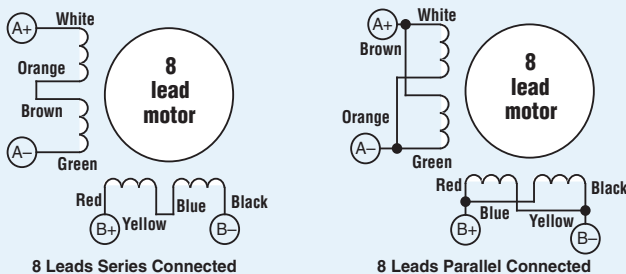 A+
White
Orange
8
lead
motor
Brown
A–
Green
Red
Blue
Black
Yellow
B+
B–
8 Leads Series Connected
A+
White
Brown
8
lead
motor
Orange
A–
Green
Red
Black
Blue
Yellow
B+
B–
8 Leads Parallel Connected